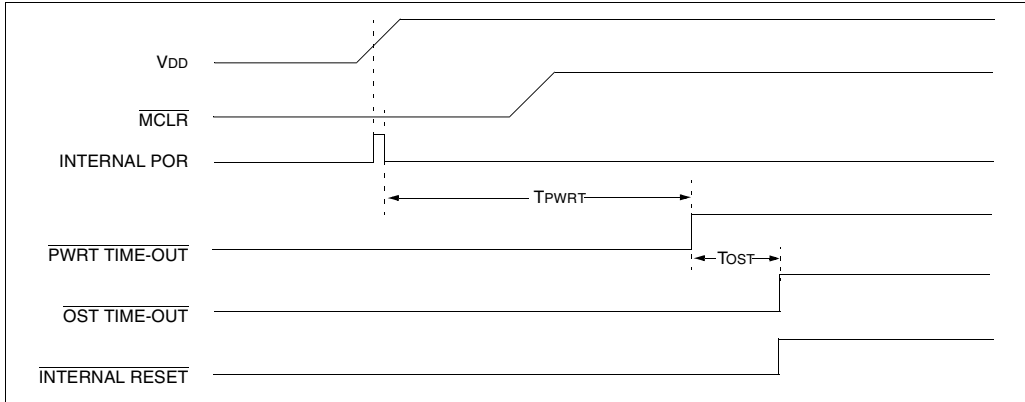 VDD
MCLR
INTERNAL POR
TPWRT
PWRT TIME-OUT
TOST
OST TIME-OUT
INTERNAL RESET